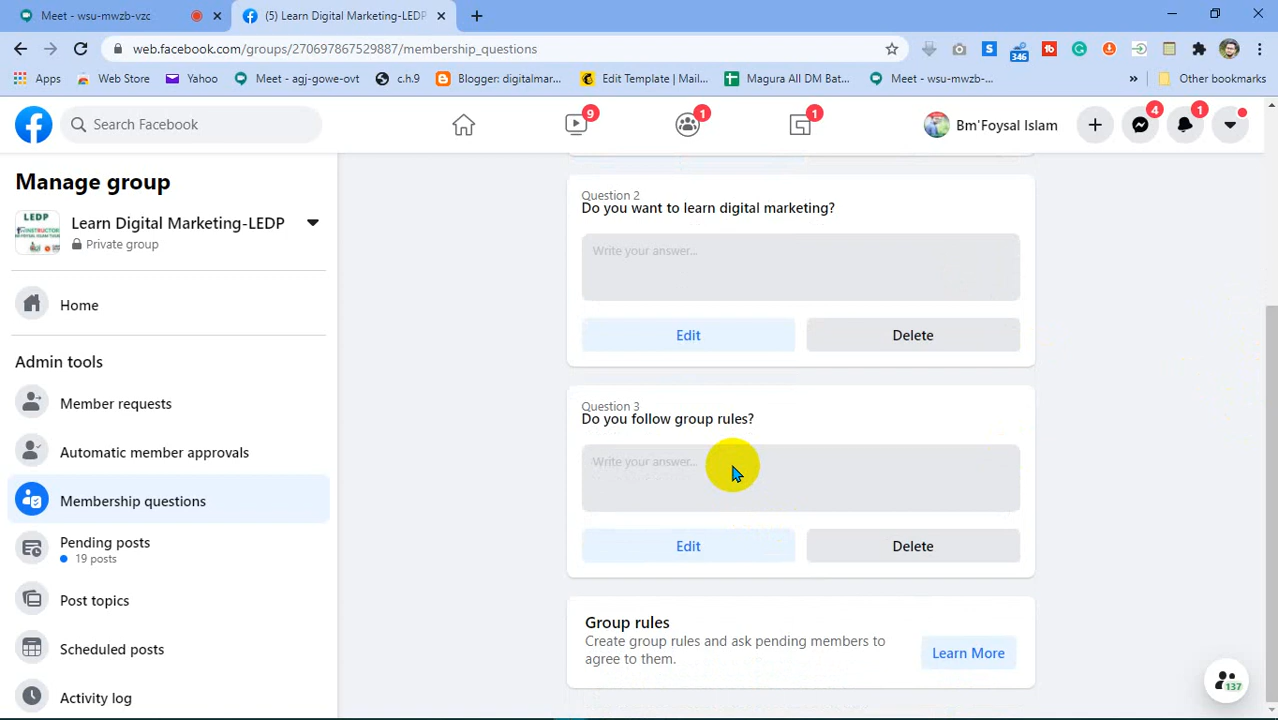 Meet - wsu-mwzb-vzc
(5) Learn Digital Marketing-LEDP
web.facebook.com/groups/270697867529887/membership_questions
346
Apps
Web Store
Yahoo
Meet - agj-gowe-ovt
c.h.9
Blogger: digitalmar...
Edit Template | Mail...
Magura All DM Bat...
Meet - wsu-mwzb-...
»
Other bookmarks
Search Facebook
9
1
1
Bm'Foysal Islam
4
1
Manage group
LEDP
Learn Digital Marketing-LEDP
Private group
Home
Admin tools
Member requests
Automatic member approvals
Membership questions
Pending posts
19 posts
Post topics
Scheduled posts
Activity log
Question 2
Do you want to learn digital marketing?
Write your answer...
Edit
Delete
Question 3
Do you follow group rules?
Write your answer...
Edit
Delete
Group rules
Create group rules and ask pending members to
agree to them.
Learn More
137